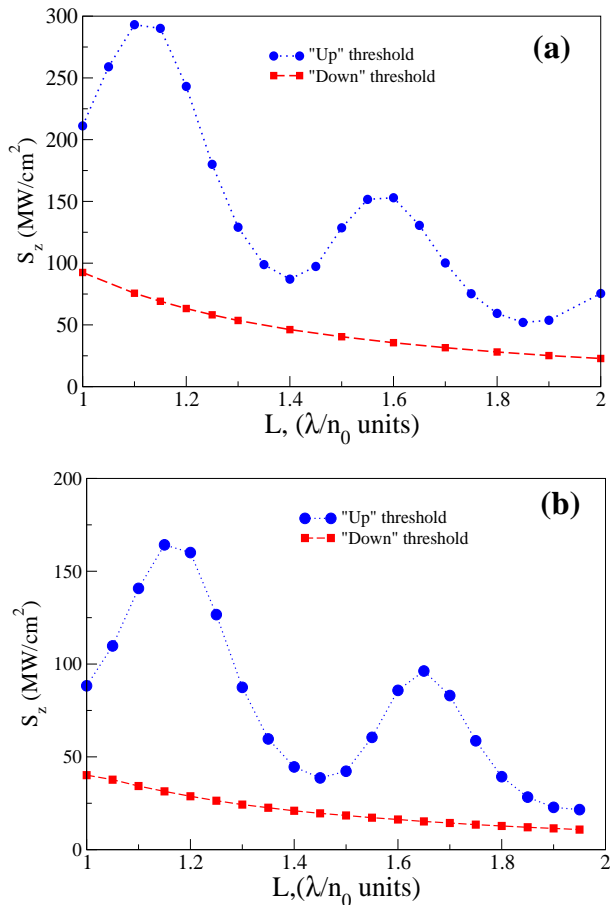 300
(a)
"Up" threshold
"Down" threshold
250
200
150
100
50
0
S_z (MW/cm^2)
1
1.2
1.4
1.6
1.8
2
L, (λ/n_0 units)
200
(b)
"Up" threshold
"Down" threshold
150
100
50
0
S_z (MW/cm^2)
1
1.2
1.4
1.6
1.8
2
L,(λ/n_0 units)